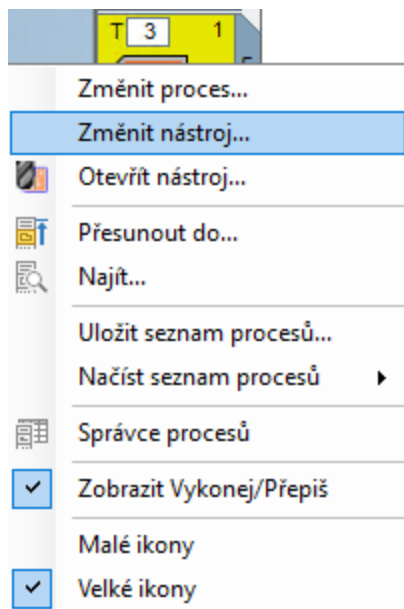 T 3 1
Změnit proces...
Změnit nástroj...
Otevřít nástroj...
Přesunout do...
Najít...
Uložit seznam procesů...
Načíst seznam procesů
Správce procesů
Zobrazit Vykonej/Přepiš
Malé ikony
Velké ikony